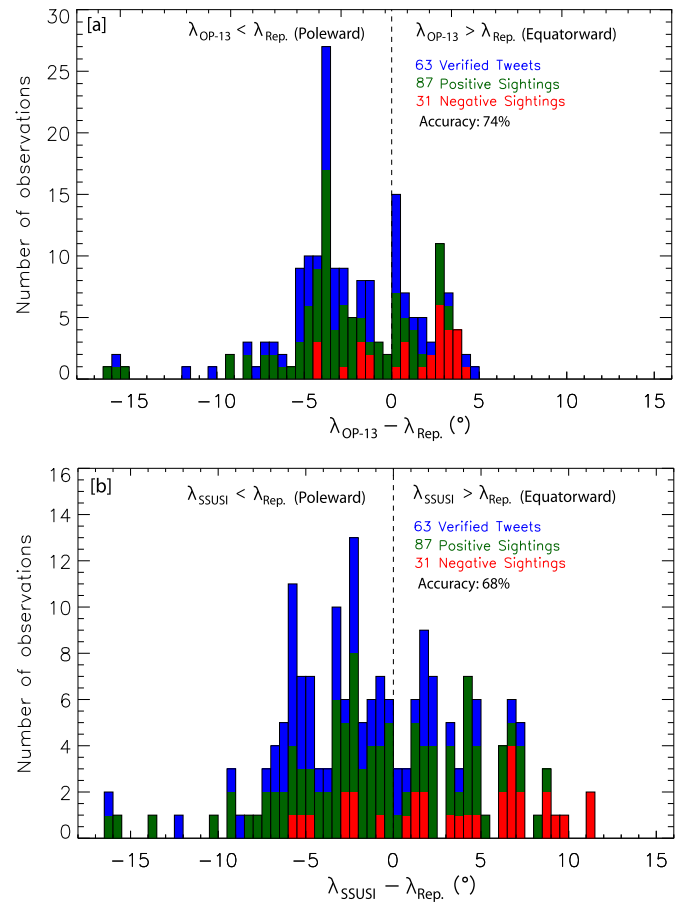 [a]
λOP-13 < λRep. (Poleward)
λOP-13 > λRep. (Equatorward)
63 Verified Tweets
87 Positive Sightings
31 Negative Sightings
Accuracy: 74%
Number of observations
30
25
20
15
10
5
0
−15 −10 −5 0 5 10 15
λOP-13 − λRep. (°)
[b]
λSSUSI < λRep. (Poleward)
λSSUSI > λRep. (Equatorward)
63 Verified Tweets
87 Positive Sightings
31 Negative Sightings
Accuracy: 68%
Number of observations
16
14
12
10
8
6
4
2
0
−15 −10 −5 0 5 10 15
λSSUSI − λRep. (°)